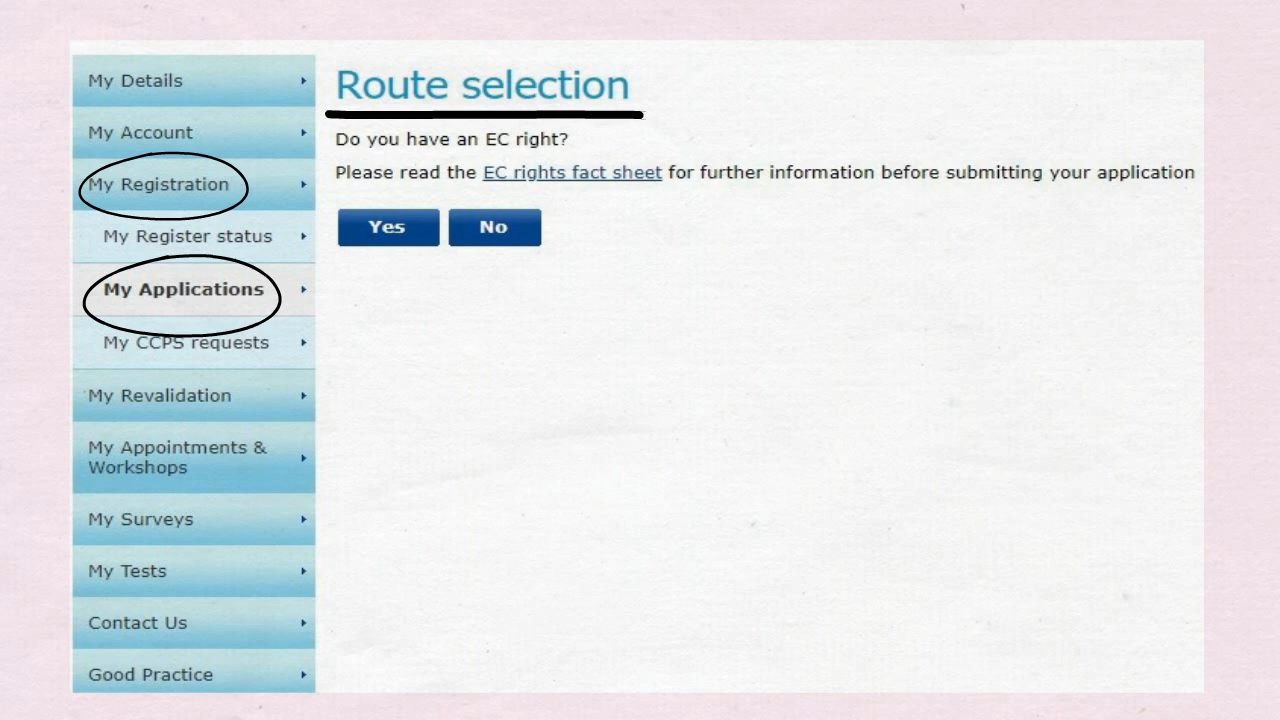 My Details
My Account
My Registration
My Register status
My Applications
My CCPS requests
My Revalidation
My Appointments &
Workshops
My Surveys
My Tests
Contact Us
Good Practice
Route selection
Do you have an EC right?
Please read the EC rights fact sheet for further information before submitting your application
Yes No